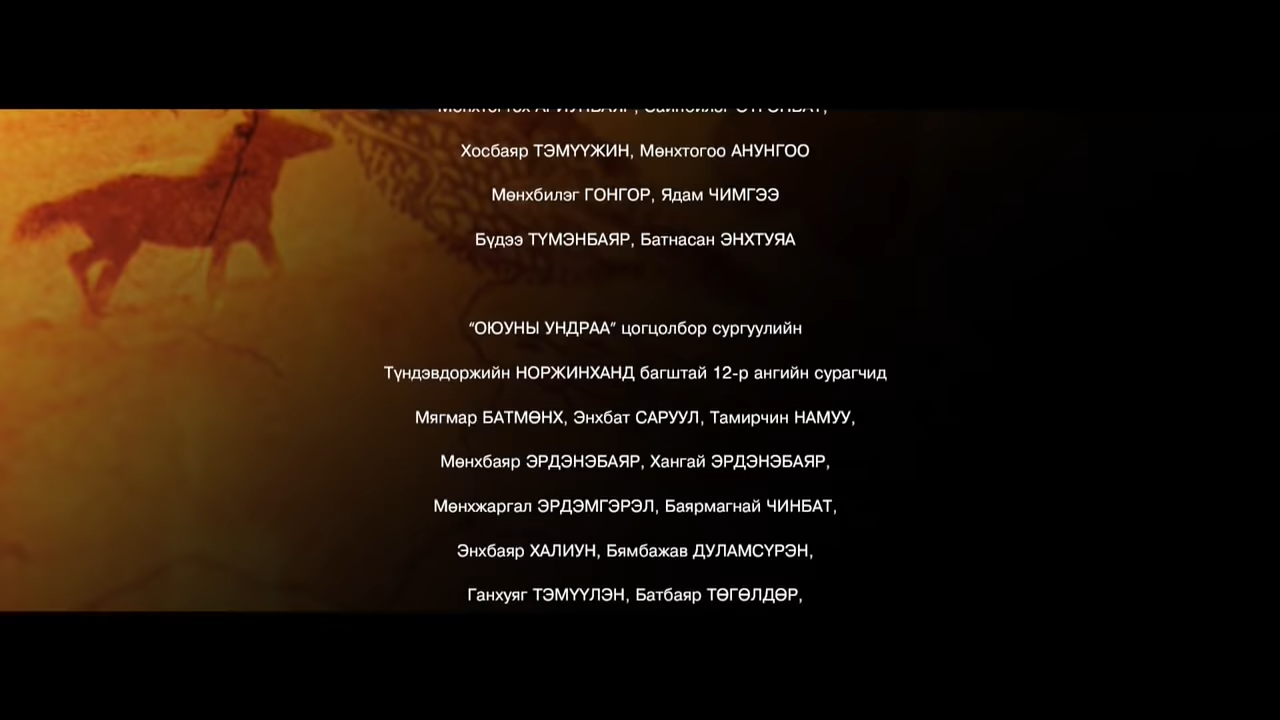 Хосбаяр ТЭМҮҮЖИН, Мөнхтогоо АНУНГОО
Мөнхбилэг ГОНГОР, Ядам ЧИМГЭЭ
Бүдээ ТҮМЭНБАЯР, Батнасан ЭНХТУЯА
“ОЮУНЫ УНДРАА” цогцолбор сургуулийн
Түндэвдоржийн НОРЖИНХАНД багштай 12-р ангийн сурагчид
Мягмар БАТМӨНХ, Энхбат САРУУЛ, Тамирчин НАМУУ,
Мөнхбаяр ЭРДЭНЭБАЯР, Хангай ЭРДЭНЭБАЯР,
Мөнхжаргал ЭРДЭМГЭРЭЛ, Баярмагнай ЧИНБАТ,
Энхбаяр ХАЛИУН, Бямбажав ДУЛАМСҮРЭН,
Ганхуяг ТЭМҮҮЛЭН, Батбаяр ТӨГӨЛДӨР,